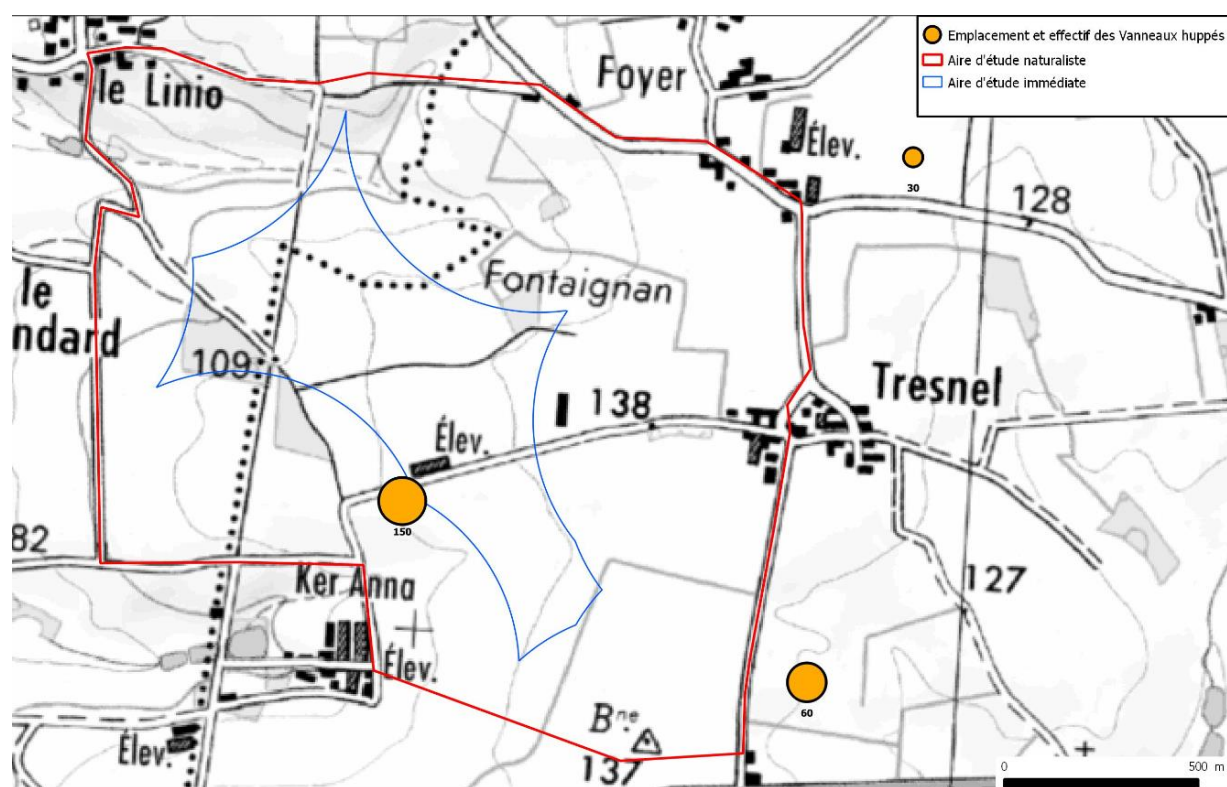 Emplacement et effectif des Vanneaux huppés
Aire d'étude naturaliste
Aire d'étude immédiate
Foyer
le Linio
Élev.
30
128
Fontaignan
le
ndard
109
Tresnel
138
Élev.
150
82
Ker Anna
127
Élev.
60
Bne
Élev.
137
0 500 m